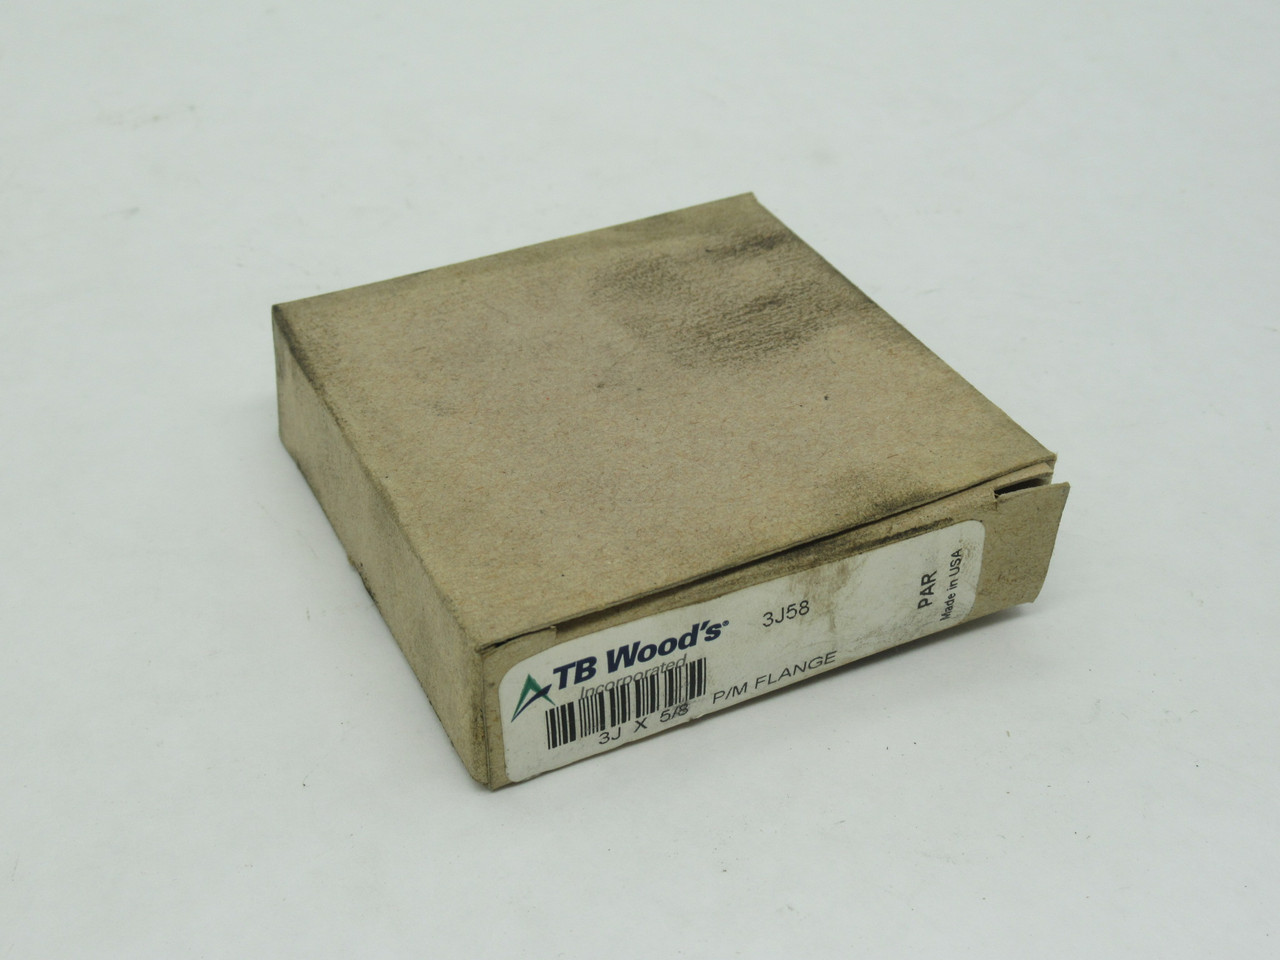 TB Wood's®
Incorporated
3J58
3J X 5/8 P/M FLANGE
PAR
Made in USA